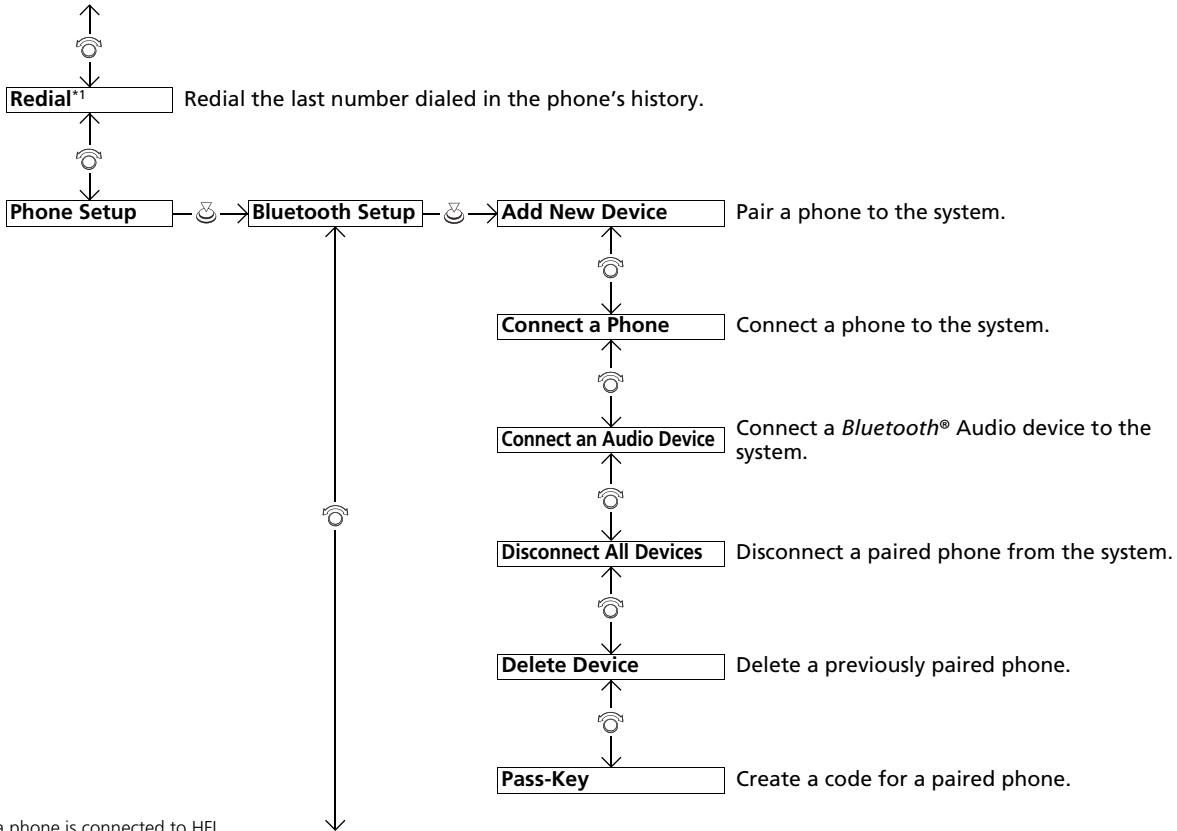 Redial*1 Redial the last number dialed in the phone's history.
Phone Setup Bluetooth Setup Add New Device Pair a phone to the system.
Connect a Phone Connect a phone to the system.
Connect an Audio Device Connect a Bluetooth® Audio device to the
system.
Disconnect All Devices Disconnect a paired phone from the system.
Delete Device Delete a previously paired phone.
Pass-Key Create a code for a paired phone.
a phone is connected to HFL